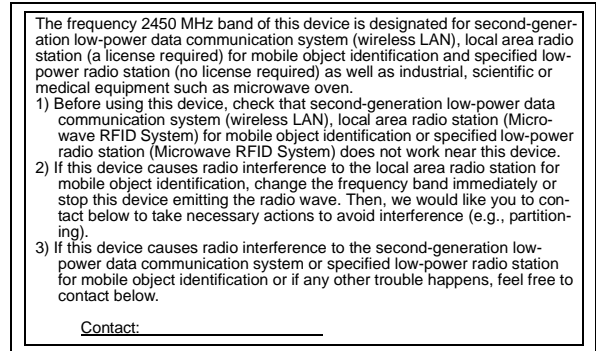 The frequency 2450 MHz band of this device is designated for second-gener-
ation low-power data communication system (wireless LAN), local area radio
station (a license required) for mobile object identification and specified low-
power radio station (no license required) as well as industrial, scientific or
medical equipment such as microwave oven.
1) Before using this device, check that second-generation low-power data
communication system (wireless LAN), local area radio station (Micro-
wave RFID System) for mobile object identification or specified low-power
radio station (Microwave RFID System) does not work near this device.
2) If this device causes radio interference to the local area radio station for
mobile object identification, change the frequency band immediately or
stop this device emitting the radio wave. Then, we would like you to con-
tact below to take necessary actions to avoid interference (e.g., partition-
ing).
3) If this device causes radio interference to the second-generation low-
power data communication system or specified low-power radio station
for mobile object identification or if any other trouble happens, feel free to
contact below.
Contact: